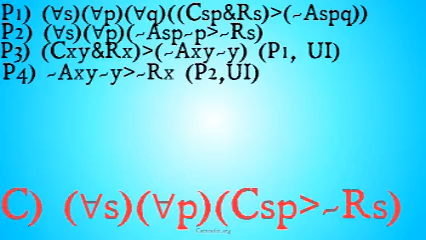 P1) (∀s)(∀p)(∀q)((Csp&Rs)>(~Aspq))
P2) (∀s)(∀p)(~Asp~p>~Rs)
P3) (Cxy&Rx)>(~Axy~y) (P1, UI)
P4) ~Axy~y>~Rx (P2,UI)
C) (∀s)(∀p)(Csp>~Rs)